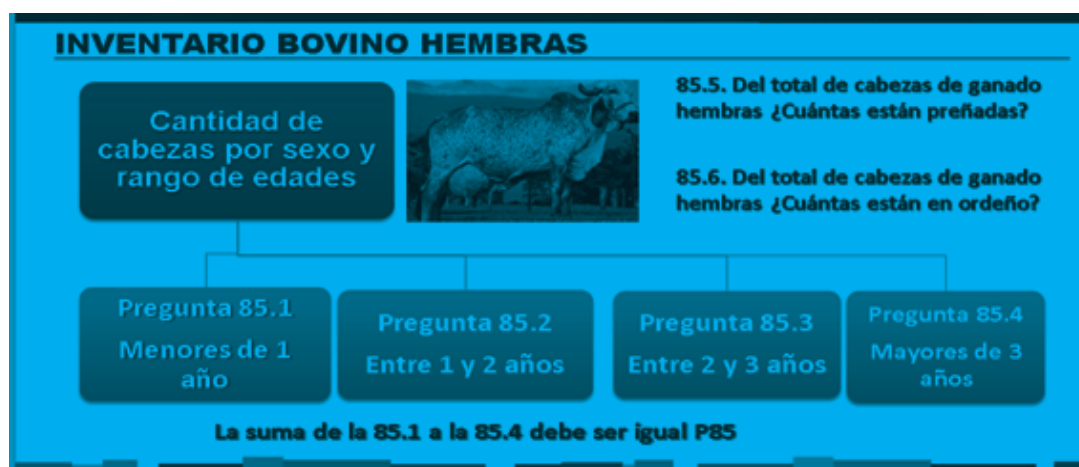 INVENTARIO BOVINO HEMBRAS
Cantidad de
cabezas por sexo y
rango de edades
85.5. Del total de cabezas de ganado
hembras ¿Cuántas están preñadas?
85.6. Del total de cabezas de ganado
hembras ¿Cuántas están en ordeño?
Pregunta 85.1
Menores de 1
año
Pregunta 85.2
Entre 1 y 2 años
Pregunta 85.3
Entre 2 y 3 años
Pregunta 85.4
Mayores de 3
años
La suma de la 85.1 a la 85.4 debe ser igual P85